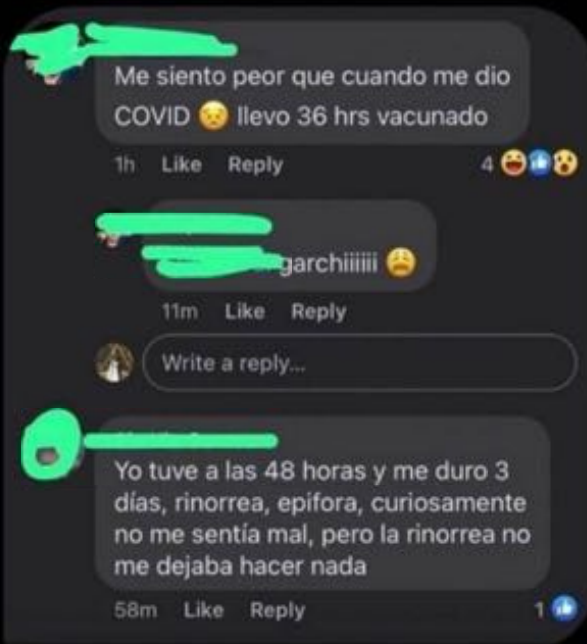 Me siento peor que cuando me dio
COVID 😣 llevo 36 hrs vacunado
1h Like Reply 4
garchiiiiii 😩
11m Like Reply
Write a reply...
Yo tuve a las 48 horas y me duro 3
días, rinorrea, epifora, curiosamente
no me sentía mal, pero la rinorrea no
me dejaba hacer nada
58m Like Reply 1